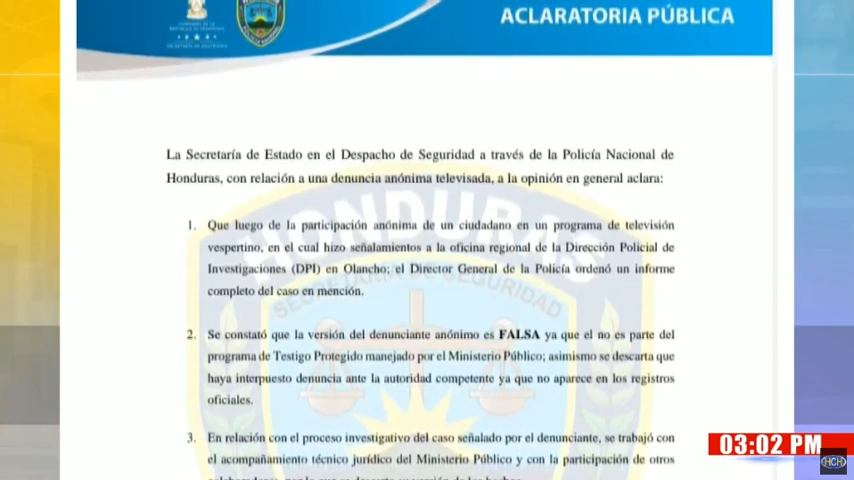 ACLARATORIA PÚBLICA
La Secretaría de Estado en el Despacho de Seguridad a través de la Policía Nacional de
Honduras, con relación a una denuncia anónima televisada, a la opinión en general aclara:
1. Que luego de la participación anónima de un ciudadano en un programa de televisión
vespertino, en el cual hizo señalamientos a la oficina regional de la Dirección Policial de
Investigaciones (DPI) en Olancho; el Director General de la Policía ordenó un informe
completo del caso en mención.
2. Se constató que la versión del denunciante anónimo es FALSA ya que el no es parte del
programa de Testigo Protegido manejado por el Ministerio Público; asimismo se descarta que
haya interpuesto denuncia ante la autoridad competente ya que no aparece en los registros
oficiales.
3. En relación con el proceso investigativo del caso señalado por el denunciante, se trabajó con
el acompañamiento técnico jurídico del Ministerio Público y con la participación de otros
HONDURAS
SECRETARIA DE SEGURIDAD
03:02 PM
HCH